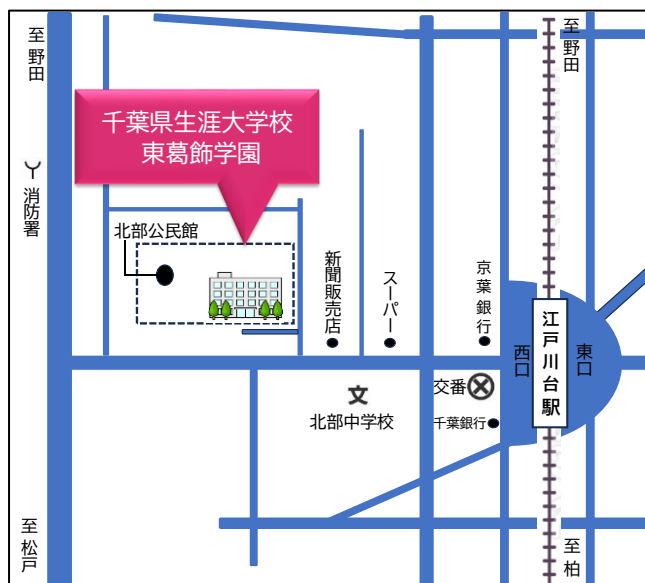 至野田
至野田
千葉県生涯大学校
東葛飾学園
消防署
北部公民館
新聞販売店
スーパー
京葉銀行
江戸川台駅
西口
東口
文
交番
北部中学校
千葉銀行
至松戸
至柏